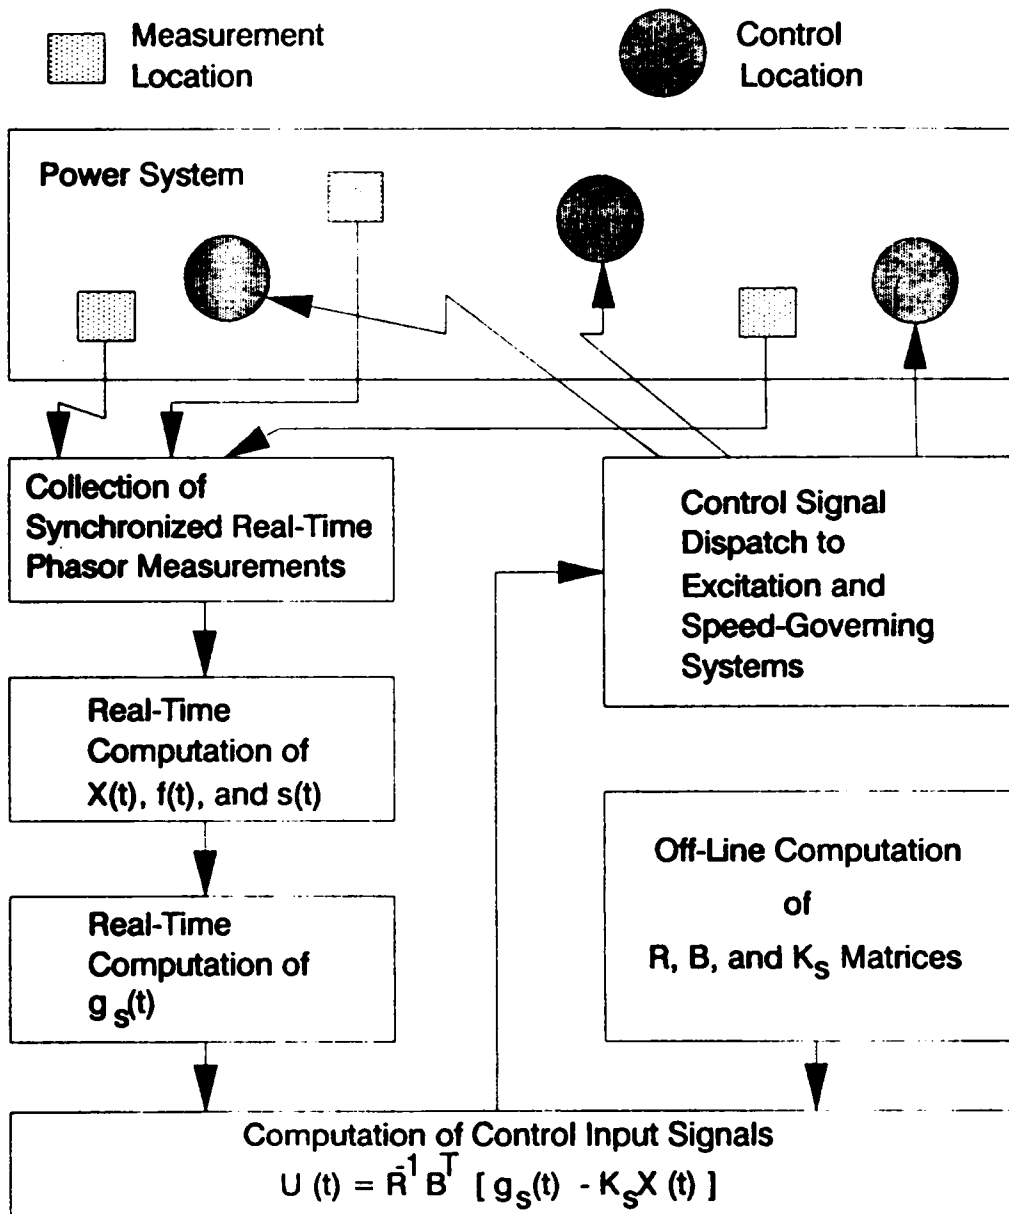 Measurement
Location
Control
Location
Power System
Collection of
Synchronized Real-Time
Phasor Measurements
Control Signal
Dispatch to
Excitation and
Speed-Governing
Systems
Real-Time
Computation of
X(t), f(t), and s(t)
Off-Line Computation
of
R, B, and K_s Matrices
Real-Time
Computation of
g_s(t)
Computation of Control Input Signals
U (t) = R^-1 B^T [ g_s(t) - K_s X (t) ]